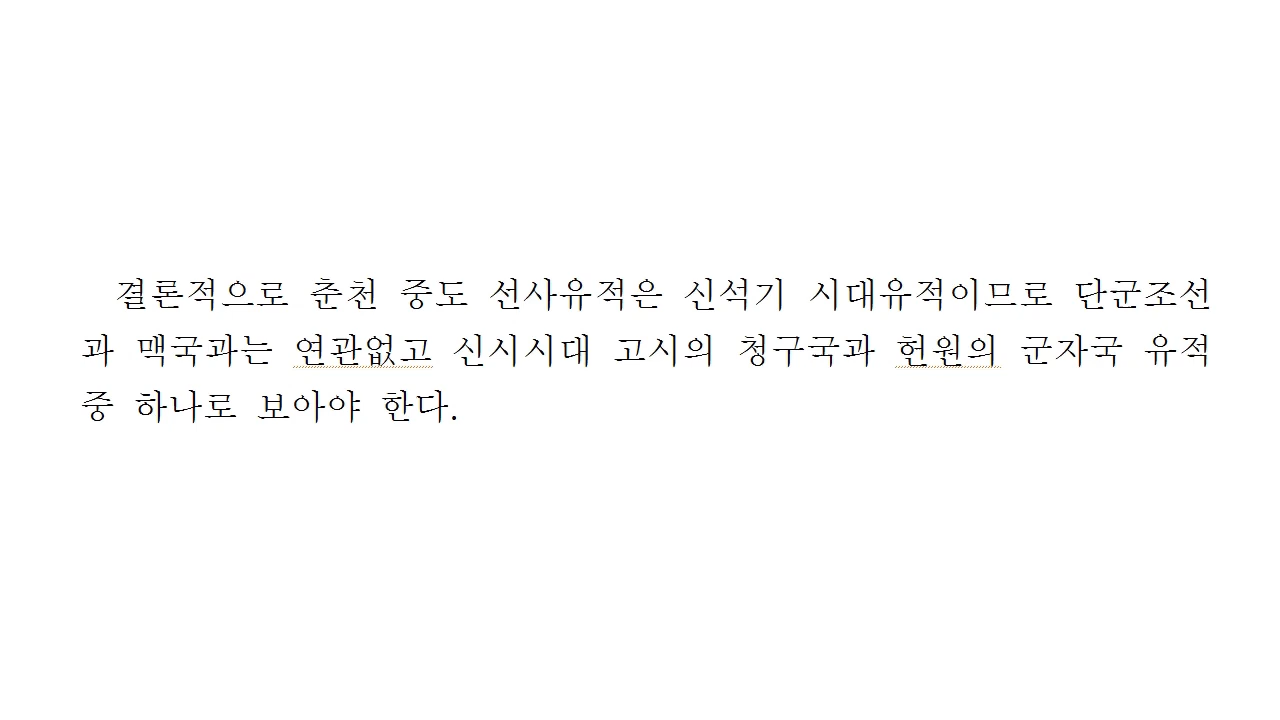 결론적으로 춘천 중도 선사유적은 신석기 시대유적이므로 단군조선
과 맥국과는 연관없고 신시시대 고시의 청구국과 헌원의 군자국 유적
중 하나로 보아야 한다.